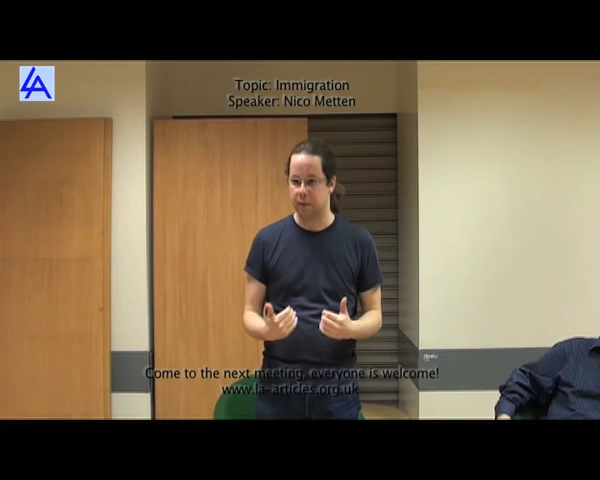 LA
Topic: Immigration
Speaker: Nico Metten
Come to the next meeting, everyone is welcome!
www.la-articles.org.uk